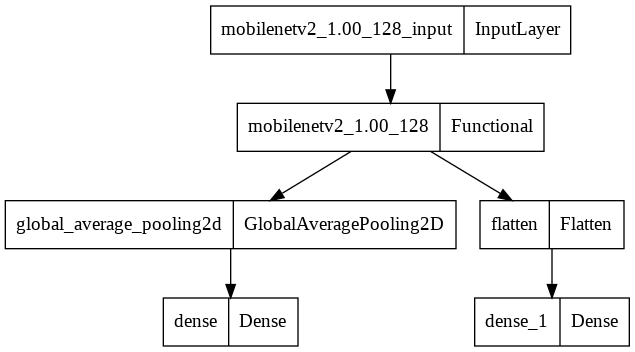 mobilenetv2_1.00_128_input InputLayer
mobilenetv2_1.00_128 Functional
global_average_pooling2d GlobalAveragePooling2D
flatten Flatten
dense Dense
dense_1 Dense